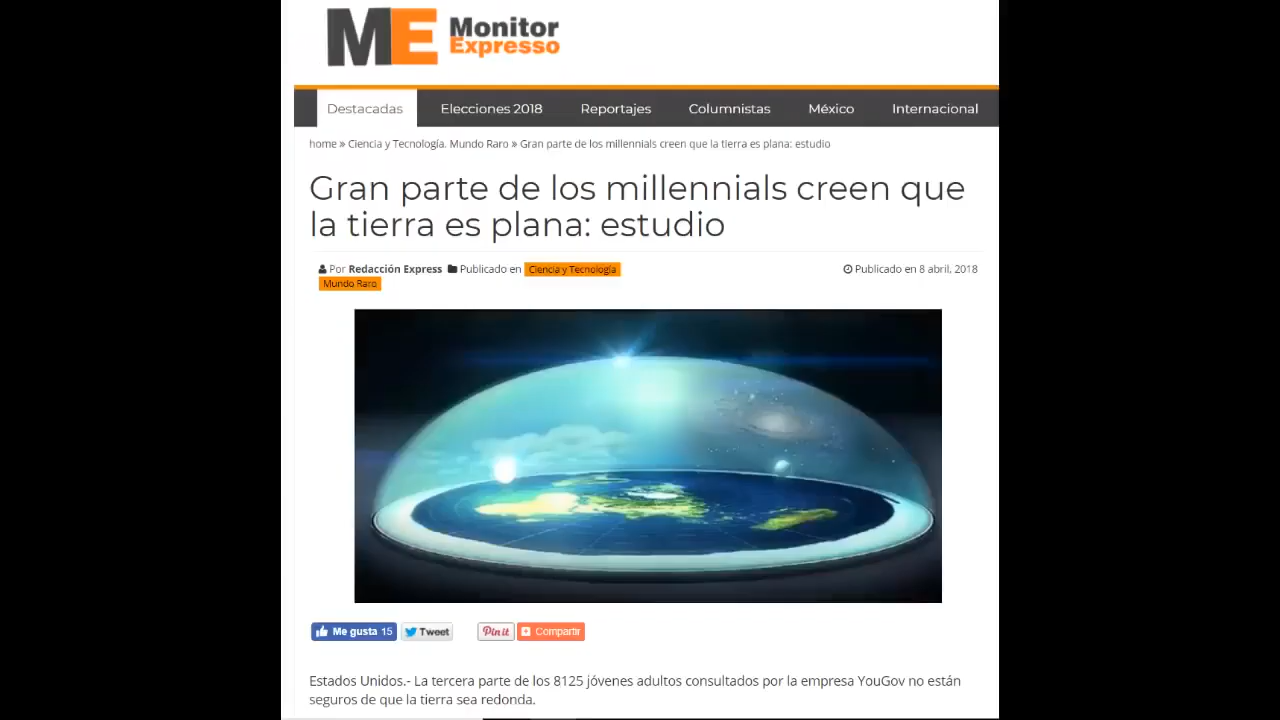 ME Monitor
Expresso
Destacadas Elecciones 2018 Reportajes Columnistas México Internacional
home » Ciencia y Tecnología. Mundo Raro » Gran parte de los millennials creen que la tierra es plana: estudio
Gran parte de los millennials creen que
la tierra es plana: estudio
Por Redacción Express Publicado en Ciencia y Tecnología Publicado en 8 abril, 2018
Mundo Raro
Me gusta 15 Tweet Pin it Compartir
Estados Unidos.- La tercera parte de los 8125 jóvenes adultos consultados por la empresa YouGov no están
seguros de que la tierra sea redonda.